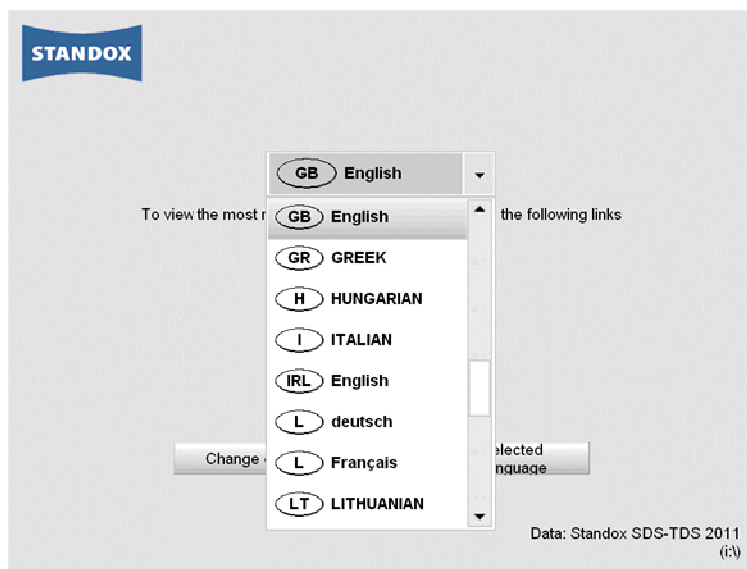 STANDOX
GB English
To view the most r the following links
GB English
GR GREEK
H HUNGARIAN
I ITALIAN
IRL English
L deutsch
L Français
LT LITHUANIAN
Change elected
nguage
Data: Standox SDS-TDS 2011
(i:\)